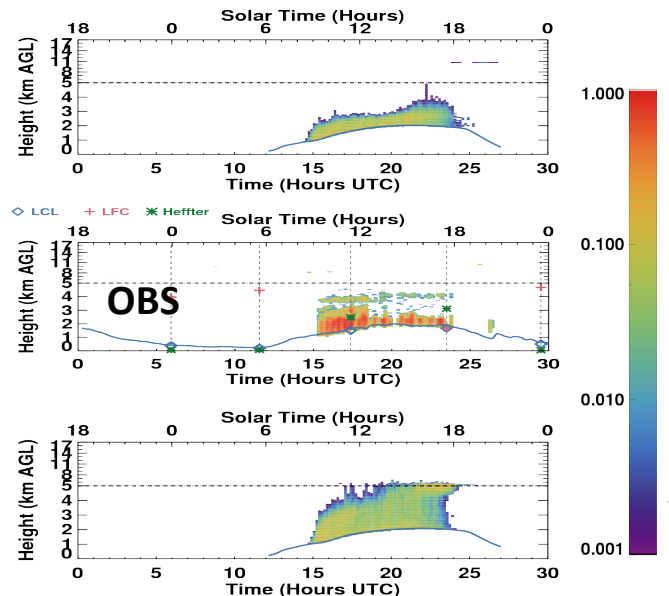 Solar Time (Hours)
18 0 6 12 18 0
Height (km AGL)
17
14
11
8
5
4
3
2
1
0
0 5 10 15 20 25 30
Time (Hours UTC)
LCL LFC Heffter
Solar Time (Hours)
18 0 6 12 18 0
Height (km AGL)
17
14
11
8
5
4
3
2
1
0
OBS
0 5 10 15 20 25 30
Time (Hours UTC)
Solar Time (Hours)
18 0 6 12 18 0
Height (km AGL)
17
14
11
8
5
4
3
2
1
0
0 5 10 15 20 25 30
Time (Hours UTC)
1.000
0.100
0.010
0.001